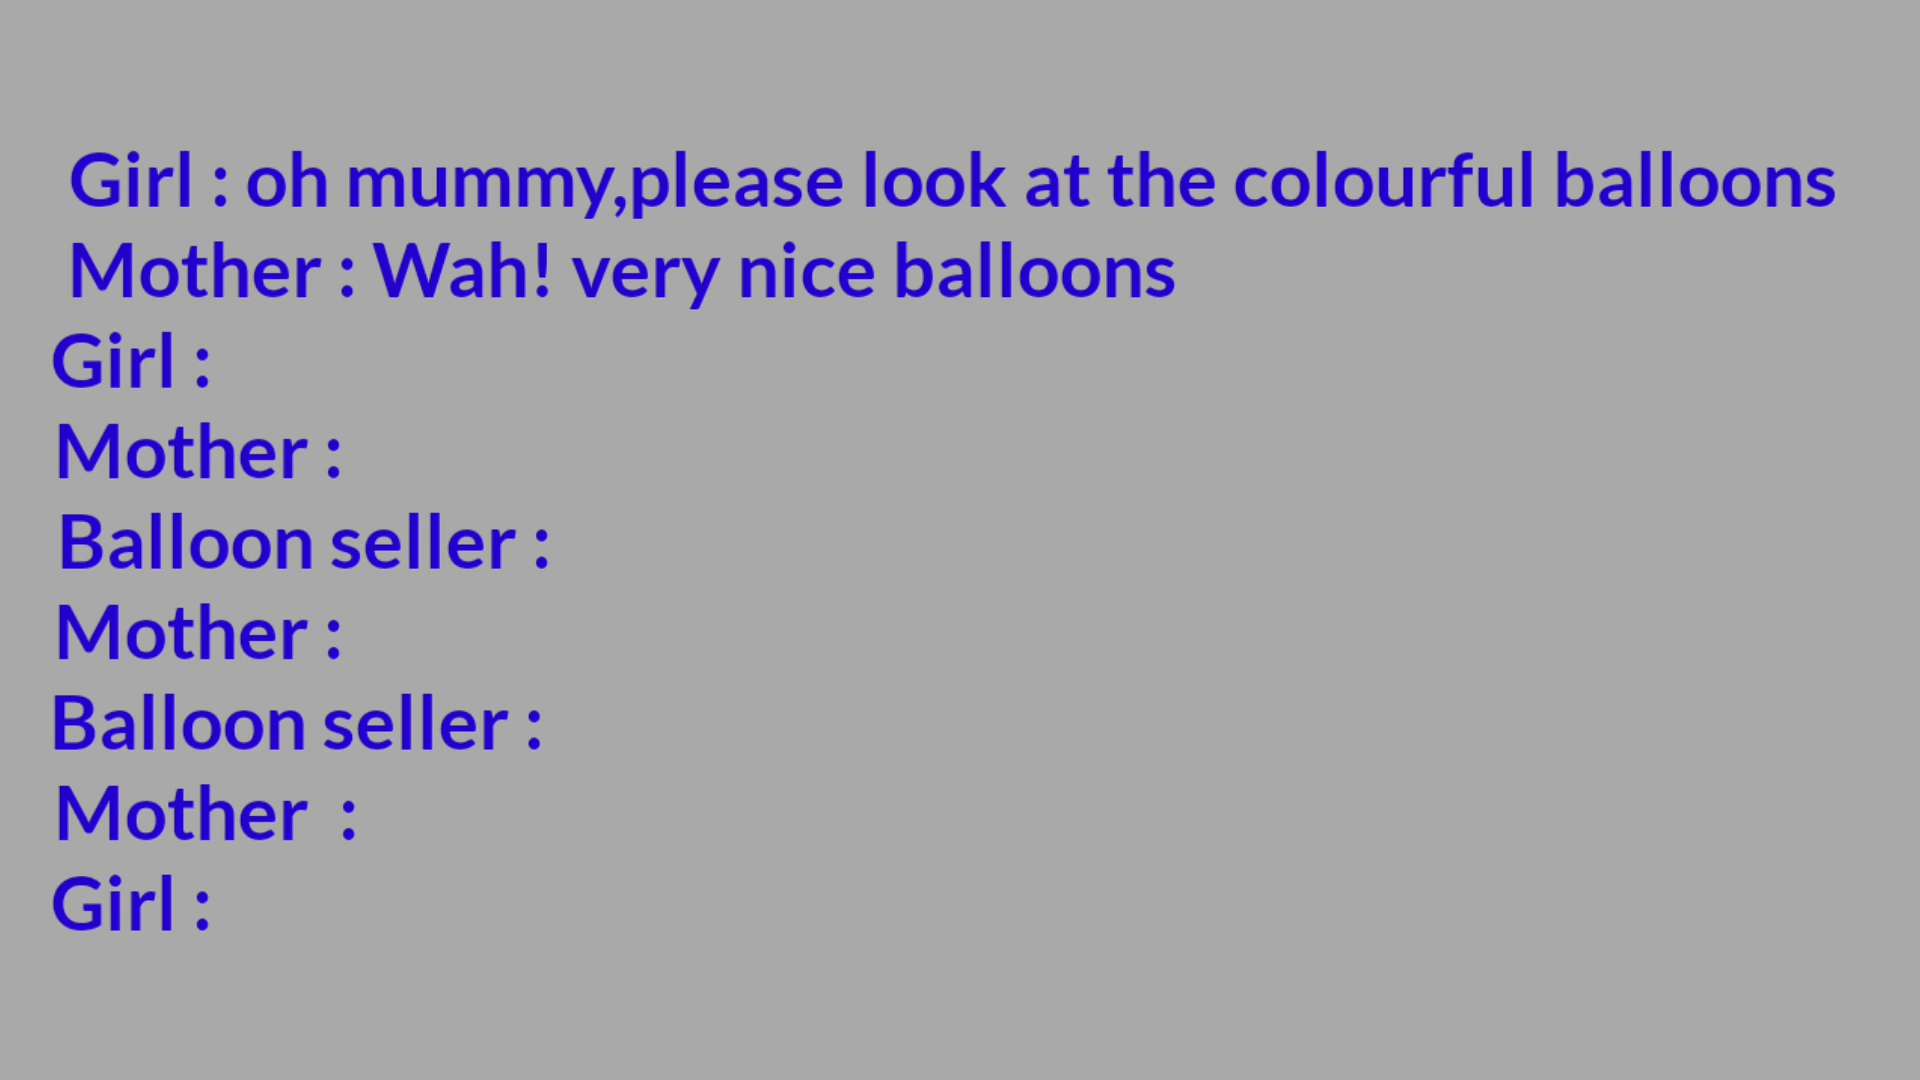 Girl : oh mummy,please look at the colourful balloons
Mother : Wah! very nice balloons
Girl :
Mother :
Balloon seller :
Mother :
Balloon seller :
Mother  :
Girl :